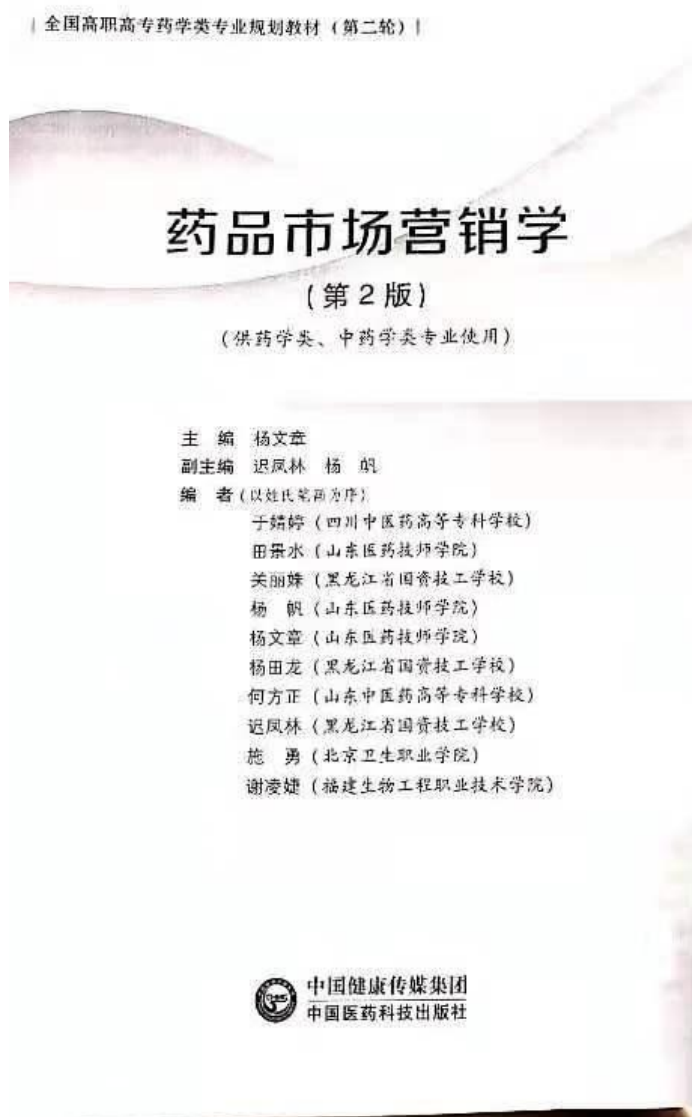 全国高职高专药学类专业规划教材（第二轮）
药品市场营销学
（第2版）
（供药学类、中药学类专业使用）
主 编 杨文章
副主编 迟凤林 杨 帆
编 者（以姓氏笔画为序）
于婧婷（四川中医药高等专科学校）
田景水（山东医药技师学院）
关丽姝（黑龙江省国资技工学校）
杨 帆（山东医药技师学院）
杨文章（山东医药技师学院）
杨田龙（黑龙江省国资技工学校）
何方正（山东中医药高等专科学校）
迟凤林（黑龙江省国资技工学校）
施 勇（北京卫生职业学院）
谢凌婕（福建生物工程职业技术学院）
中国健康传媒集团
中国医药科技出版社